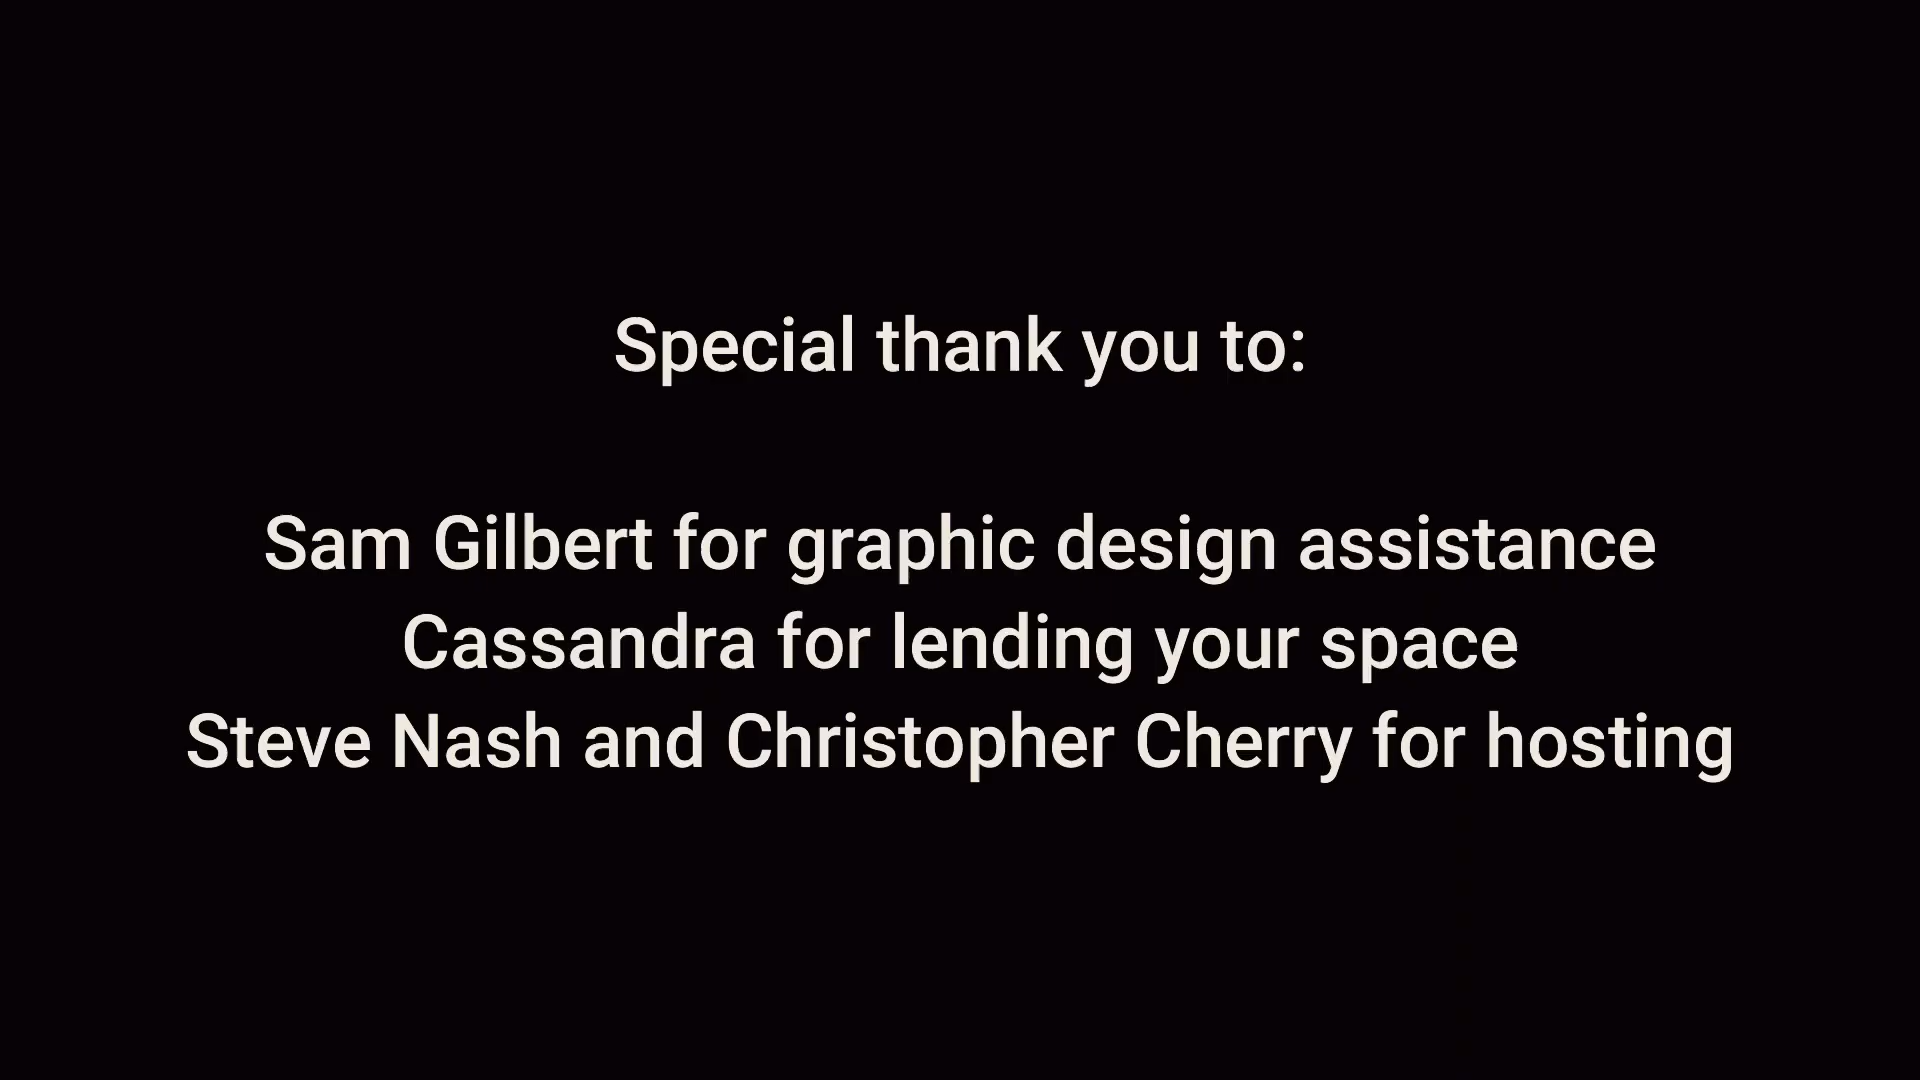 Special thank you to:
Sam Gilbert for graphic design assistance
Cassandra for lending your space
Steve Nash and Christopher Cherry for hosting